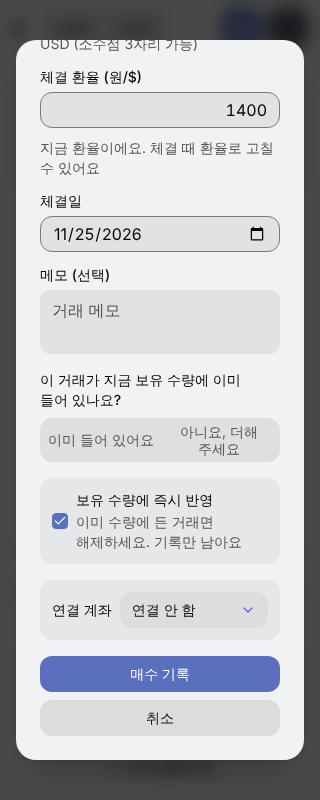 USD (소수점 3자리 가능)
체결 환율 (원/$)
1400
지금 환율이에요. 체결 때 환율로 고칠
수 있어요
체결일
11/25/2026
메모 (선택)
거래 메모
이 거래가 지금 보유 수량에 이미
들어 있나요?
이미 들어 있어요
아니요, 더해
주세요
보유 수량에 즉시 반영
이미 수량에 든 거래면
해제하세요. 기록만 남아요
연결 계좌
연결 안 함
매수 기록
취소